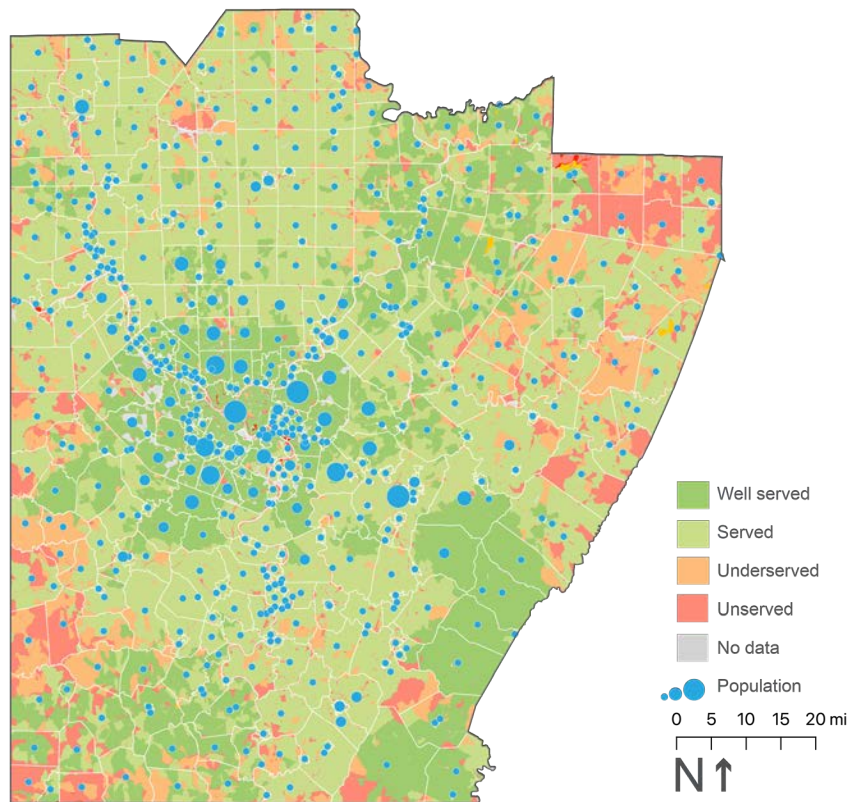 Well served
Served
Underserved
Unserved
No data
Population
0 5 10 15 20 mi
N↑